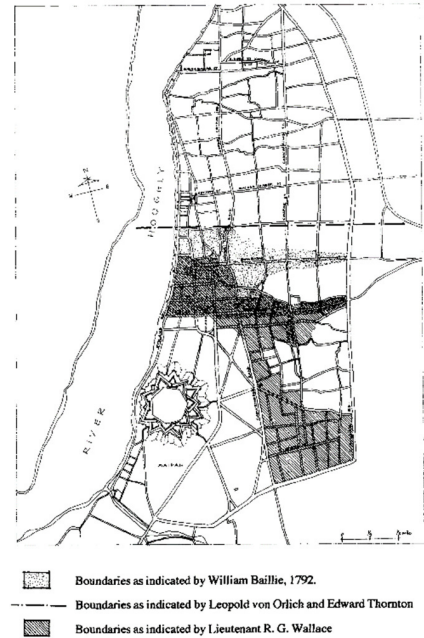 HOOGHLY
N
RIVER
MAIDAN
Boundaries as indicated by William Baillie, 1792.
Boundaries as indicated by Leopold von Orlich and Edward Thornton
Boundaries as indicated by Lieutenant R. G. Wallace